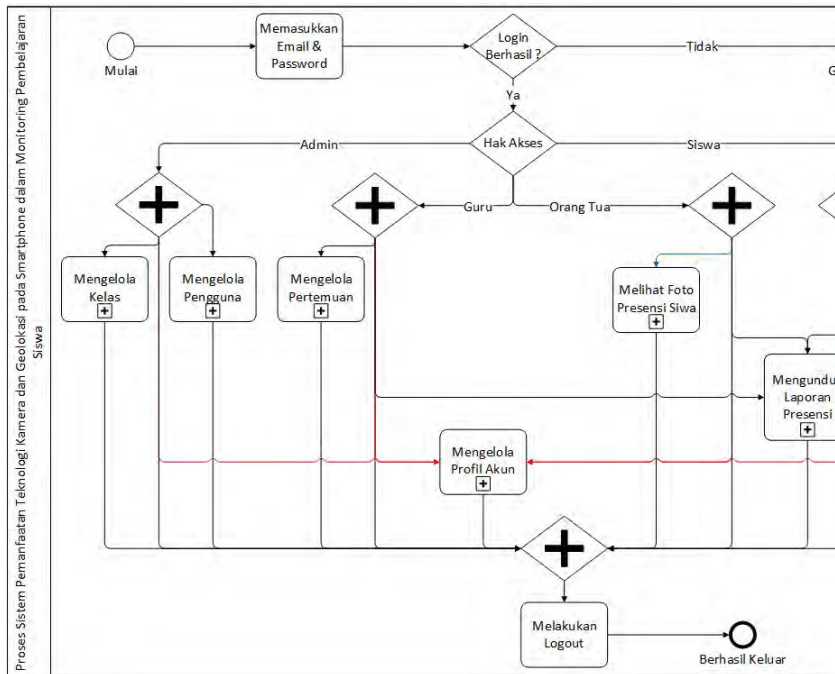 Proses Sistem Pemanfaatan Teknologi Kamera dan Geolokasi pada Smartphone dalam Monitoring Pembelajaran
Siswa
Mulai
Memasukkan
Email &
Password
Login
Berhasil ?
Tidak
G
Ya
Hak Akses
Admin
Siswa
Guru
Orang Tua
Mengelola
Kelas
Mengelola
Pengguna
Mengelola
Pertemuan
Melihat Foto
Presensi Siwa
Mengundu
Laporan
Presensi
Mengelola
Profil Akun
Melakukan
Logout
Berhasil Keluar